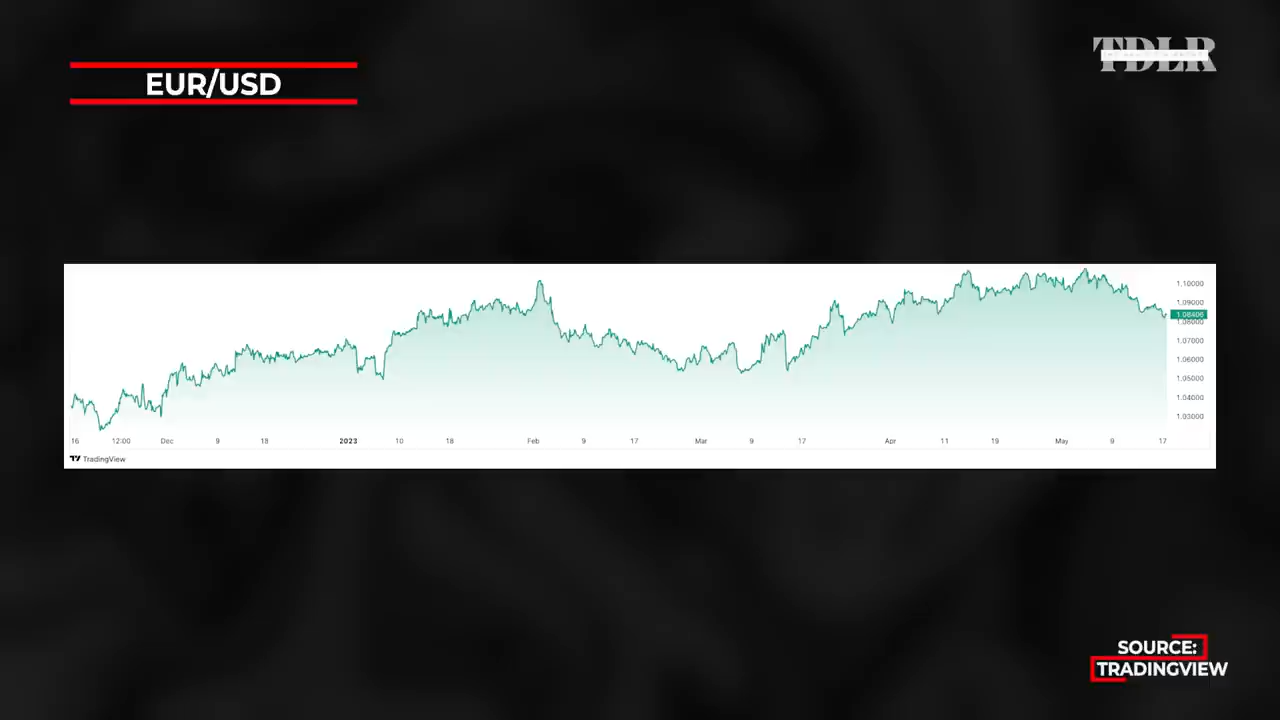 EUR/USD
TDLR
1.10000
1.09000
1.08406
1.08000
1.07000
1.06000
1.05000
1.04000
1.03000
16 12:00 Dec 9 18 2023 10 18 Feb 9 17 Mar 9 17 Apr 11 19 May 9 17
TradingView
SOURCE:
TRADINGVIEW